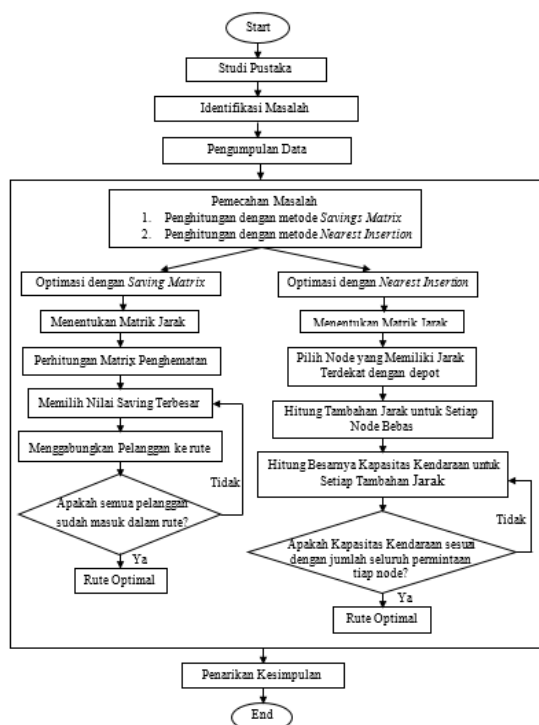 Start
Studi Pustaka
Identifikasi Masalah
Pengumpulan Data
Pemecahan Masalah
1. Penghitungan dengan metode Savings Matrix
2. Penghitungan dengan metode Nearest Insertion
Optimasi dengan Saving Matrix
Menentukan Matrik Jarak
Perhitungan Matrix Penghematan
Memilih Nilai Saving Terbesar
Menggabungkan Pelanggan ke rute
Tidak
Apakah semua pelanggan
sudah masuk dalam rute?
Ya
Rute Optimal
Optimasi dengan Nearest Insertion
Menentukan Matrik Jarak
Pilih Node yang Memiliki Jarak
Terdekat dengan depot
Hitung Tambahan Jarak untuk Setiap
Node Bebas
Hitung Besarnya Kapasitas Kendaraan untuk
Setiap Tambahan Jarak
Tidak
Apakah Kapasitas Kendaraan sesuai
dengan jumlah seluruh permintaan
tiap node?
Ya
Rute Optimal
Penarikan Kesimpulan
End